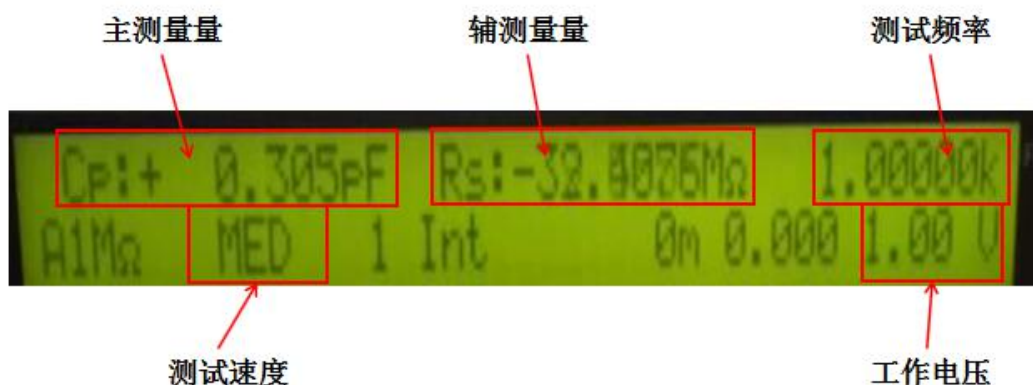 主测量量 辅测量量 测试频率
Cp:+ 0.305pF Rs: 1.00000k
A1MΩ MED 1 Int 0m 0.000 1.00 V
测试速度 工作电压